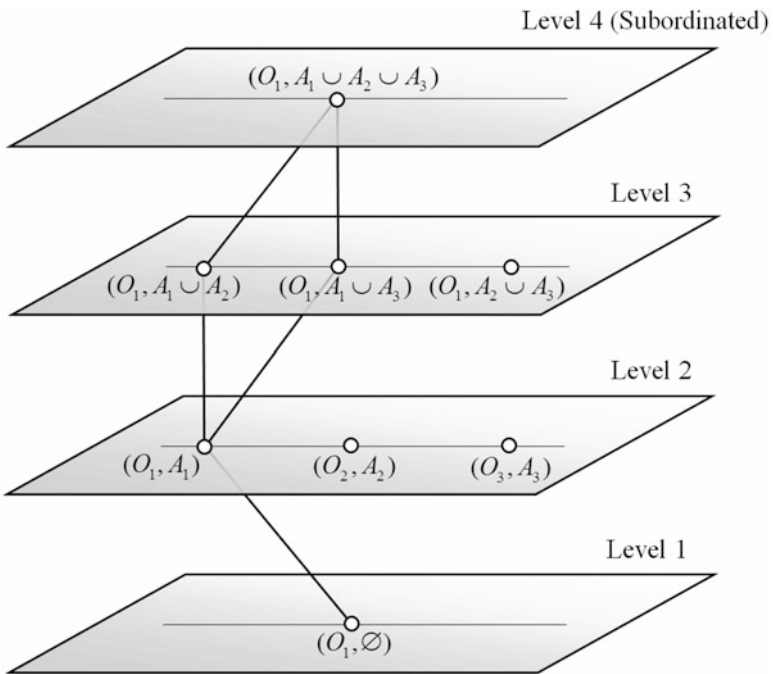 Level 4 (Subordinated)
(O₁, A₁ ∪ A₂ ∪ A₃)
Level 3
(O₁, A₁ ∪ A₂) (O₁, A₁ ∪ A₃) (O₁, A₂ ∪ A₃)
Level 2
(O₁, A₁) (O₂, A₂) (O₃, A₃)
Level 1
(O₁, ∅)